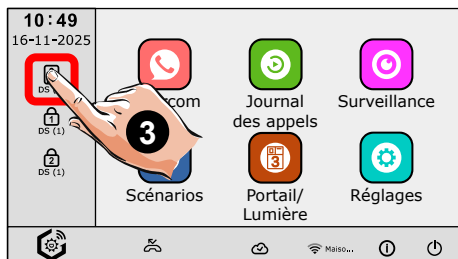 10:49
16-11-2025
DS
1
DS (1)
2
DS (1)
3
com
Journal
des appels
Surveillance
Scénarios
3
Portail/
Lumière
Réglages
Maiso...